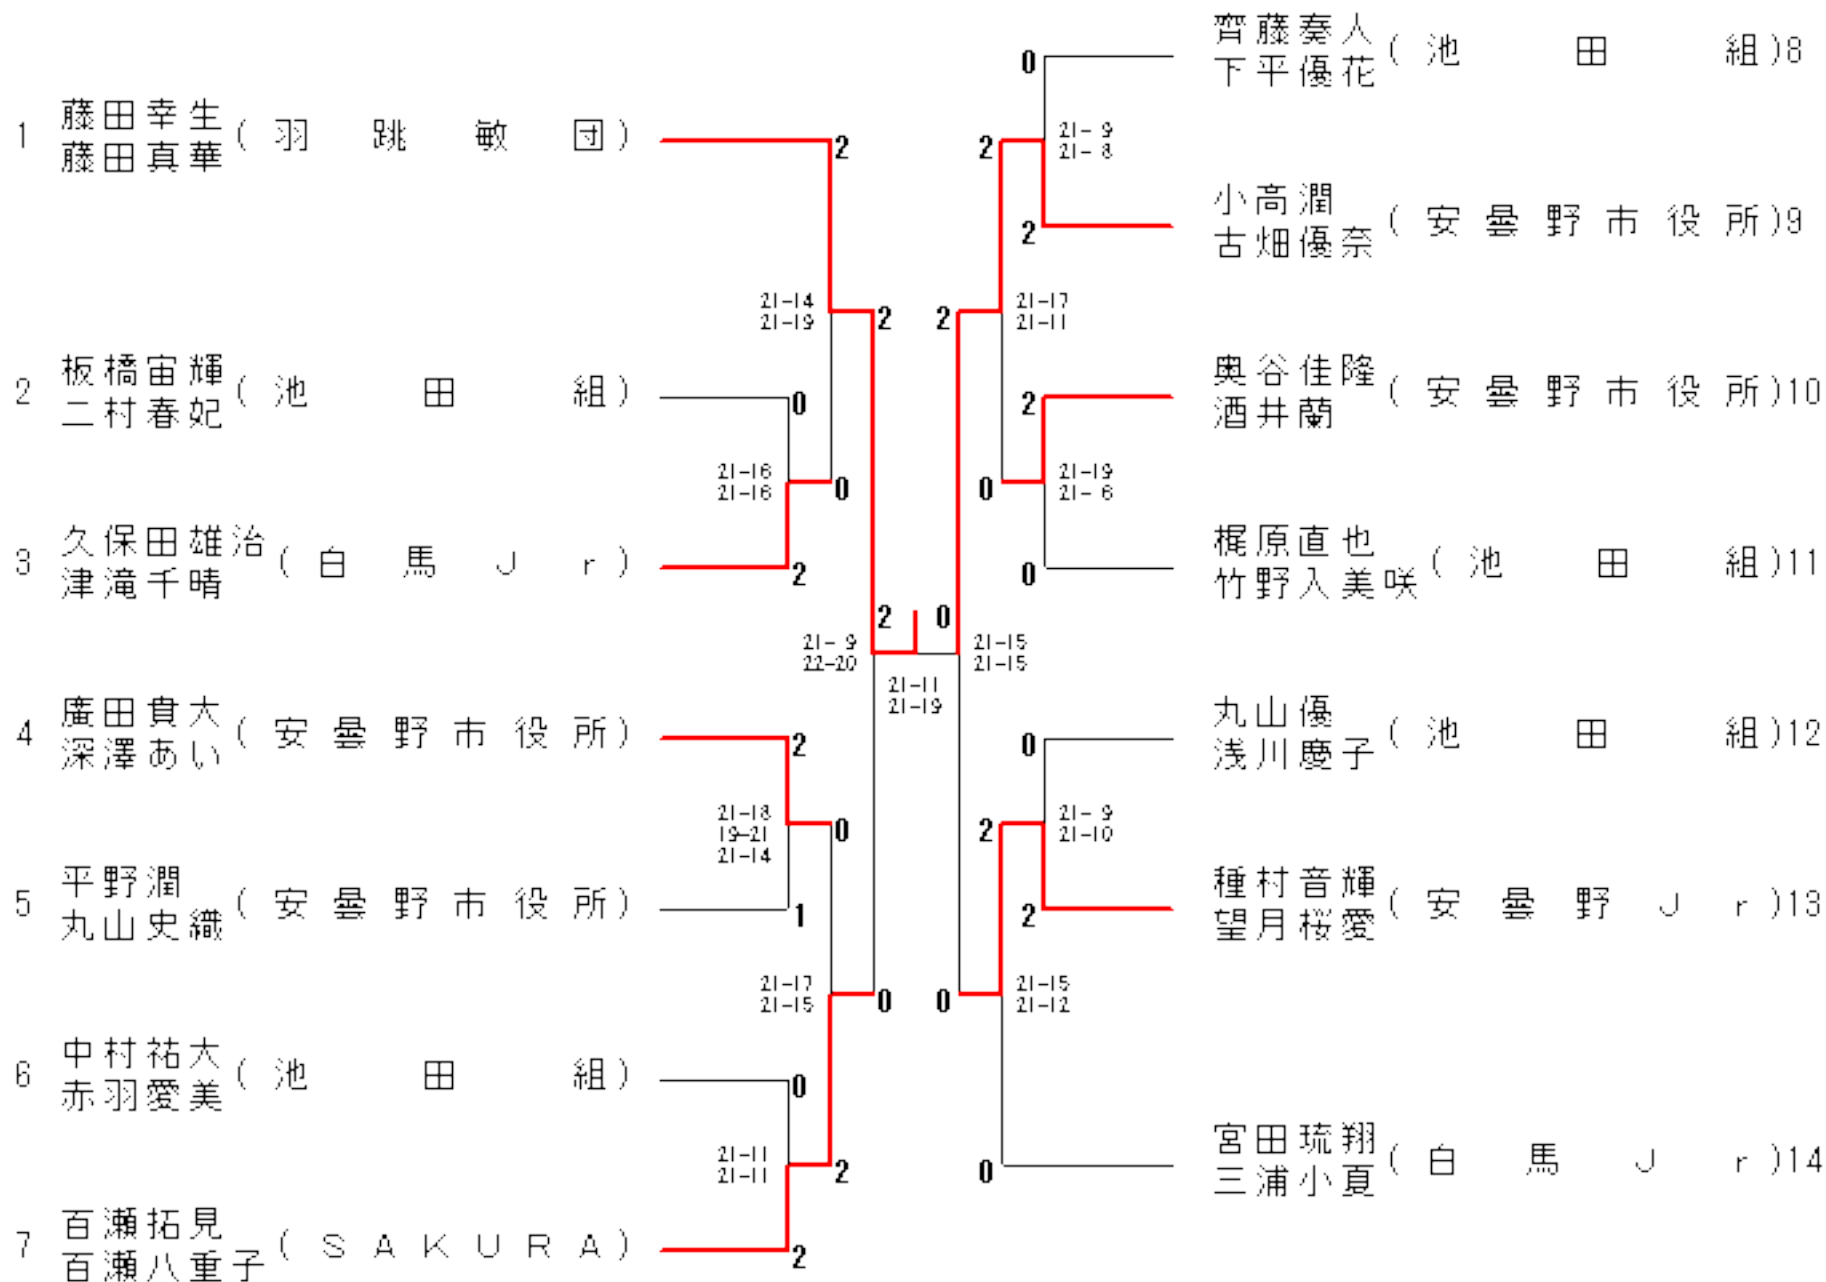 1 藤田幸生 (羽跳敏団)
藤田真華
2 板橋宙輝 (池田組)
二村春妃
3 久保田雄治 (白馬Jr)
津滝千晴
4 廣田貴大 (安曇野市役所)
深澤あい
5 平野潤 (安曇野市役所)
丸山史織
6 中村祐大 (池田組)
赤羽愛美
7 百瀬拓見 (SAKURA)
百瀬八重子
2
21-14
21-19
2
0
21-16
21-16
0
2
2
21-9
22-20
2
21-18
19-21
21-14
0
1
21-17
21-15
0
0
21-11
21-11
2
2
21-11
21-19
0
2
21-9
21-8
2
2
21-17
21-11
2
0
21-19
21-6
0
0
21-15
21-15
0
2
21-9
21-10
2
0
21-15
21-12
0
齊藤奏人 (池田組)8
下平優花
小高潤 (安曇野市役所)9
古畑優奈
奥谷佳隆 (安曇野市役所)10
酒井蘭
梶原直也 (池田組)11
竹野入美咲
丸山優 (池田組)12
浅川慶子
種村音輝 (安曇野Jr)13
望月桜愛
宮田琉翔 (白馬Jr)14
三浦小夏